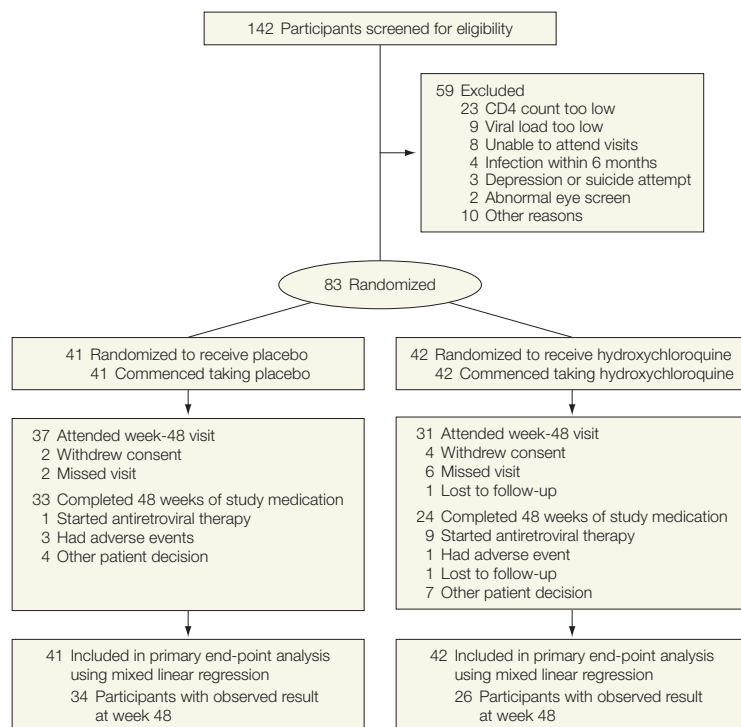 142 Participants screened for eligibility
59 Excluded
23 CD4 count too low
9 Viral load too low
8 Unable to attend visits
4 Infection within 6 months
3 Depression or suicide attempt
2 Abnormal eye screen
10 Other reasons
83 Randomized
41 Randomized to receive placebo
41 Commenced taking placebo
42 Randomized to receive hydroxychloroquine
42 Commenced taking hydroxychloroquine
37 Attended week-48 visit
2 Withdrew consent
2 Missed visit
33 Completed 48 weeks of study medication
1 Started antiretroviral therapy
3 Had adverse events
4 Other patient decision
31 Attended week-48 visit
4 Withdrew consent
6 Missed visit
1 Lost to follow-up
24 Completed 48 weeks of study medication
9 Started antiretroviral therapy
1 Had adverse event
1 Lost to follow-up
7 Other patient decision
41 Included in primary end-point analysis
using mixed linear regression
34 Participants with observed result
at week 48
42 Included in primary end-point analysis
using mixed linear regression
26 Participants with observed result
at week 48